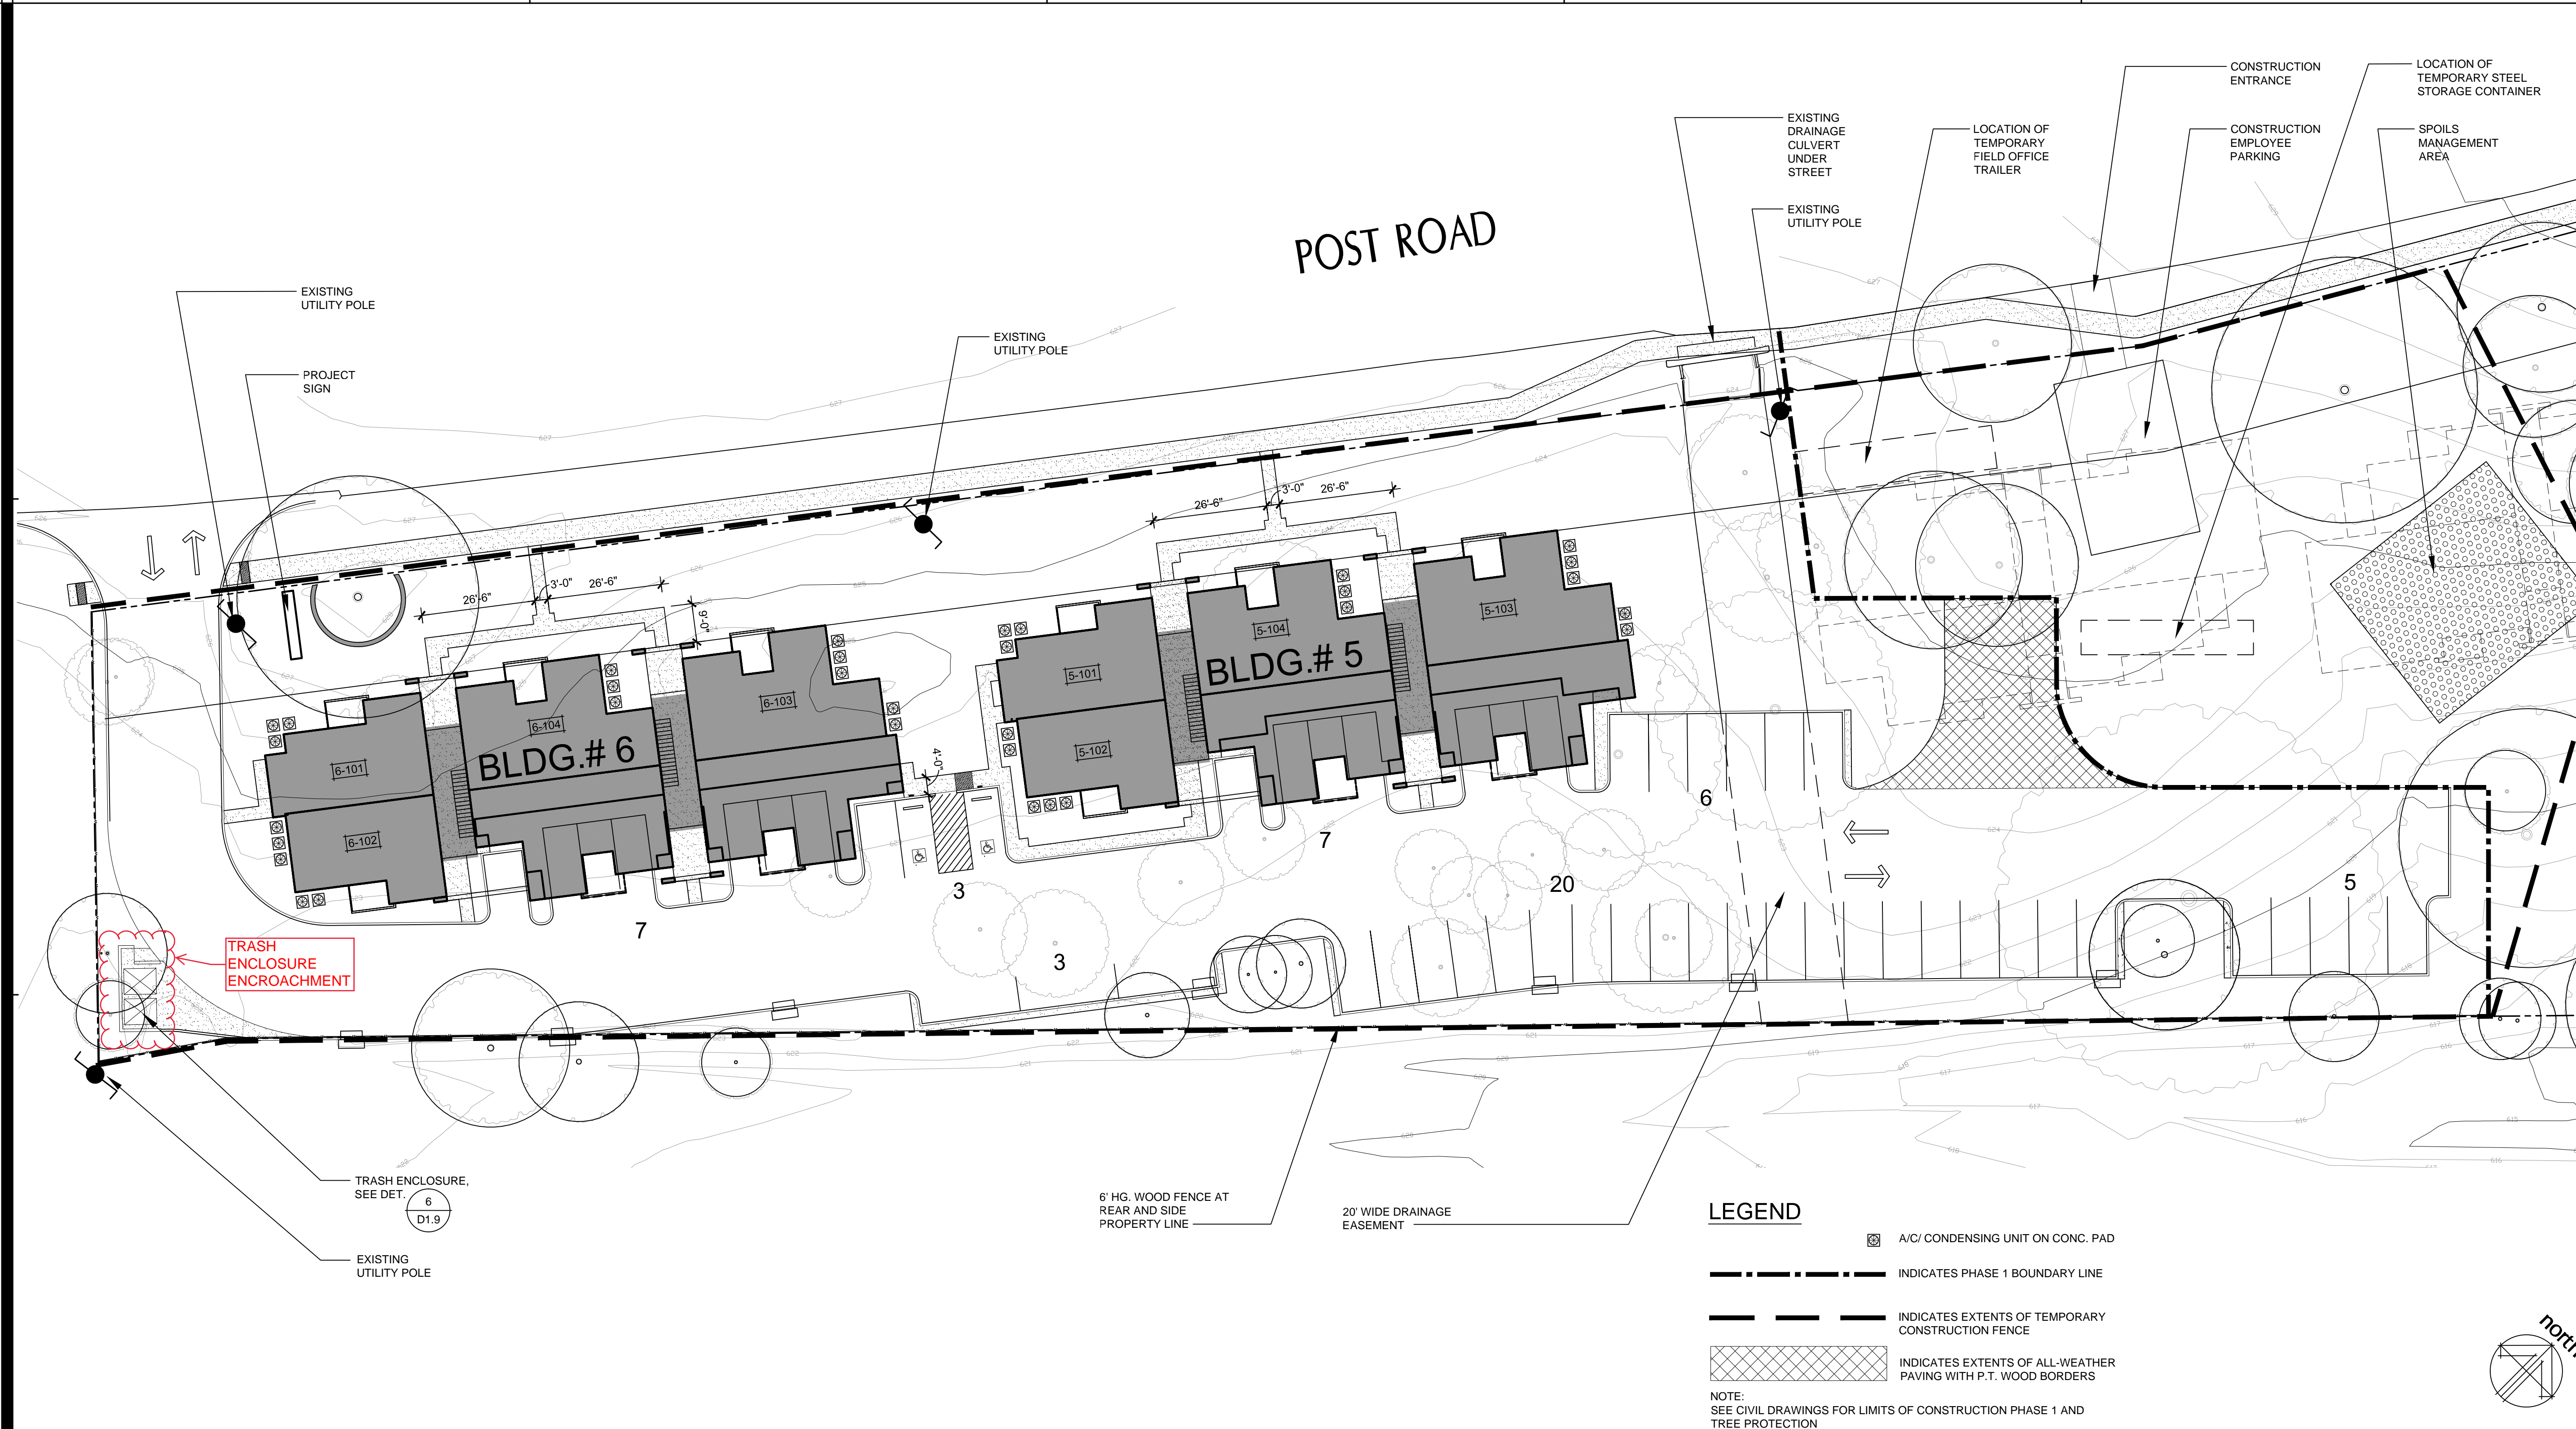 CONSTRUCTION
ENTRANCE
LOCATION OF
TEMPORARY STEEL
STORAGE CONTAINER
EXISTING
DRAINAGE
CULVERT
UNDER
STREET
LOCATION OF
TEMPORARY
FIELD OFFICE
TRAILER
CONSTRUCTION
EMPLOYEE
PARKING
SPOILS
MANAGEMENT
AREA
EXISTING
UTILITY POLE
POST ROAD
EXISTING
UTILITY POLE
EXISTING
UTILITY POLE
PROJECT
SIGN
26'-6"
3'-0"
26'-6"
26'-6"
3'-0"
26'-6"
9'-0"
4'-0"
6-101
6-102
6-104
6-103
BLDG.# 6
5-101
5-102
5-104
5-103
BLDG.# 5
6
7
20
5
3
7
3
TRASH
ENCLOSURE
ENCROACHMENT
TRASH ENCLOSURE,
SEE DET.
6
D1.9
EXISTING
UTILITY POLE
6' HG. WOOD FENCE AT
REAR AND SIDE
PROPERTY LINE
20' WIDE DRAINAGE
EASEMENT
LEGEND
A/C/ CONDENSING UNIT ON CONC. PAD
INDICATES PHASE 1 BOUNDARY LINE
INDICATES EXTENTS OF TEMPORARY
CONSTRUCTION FENCE
INDICATES EXTENTS OF ALL-WEATHER
PAVING WITH P.T. WOOD BORDERS
NOTE:
SEE CIVIL DRAWINGS FOR LIMITS OF CONSTRUCTION PHASE 1 AND
TREE PROTECTION